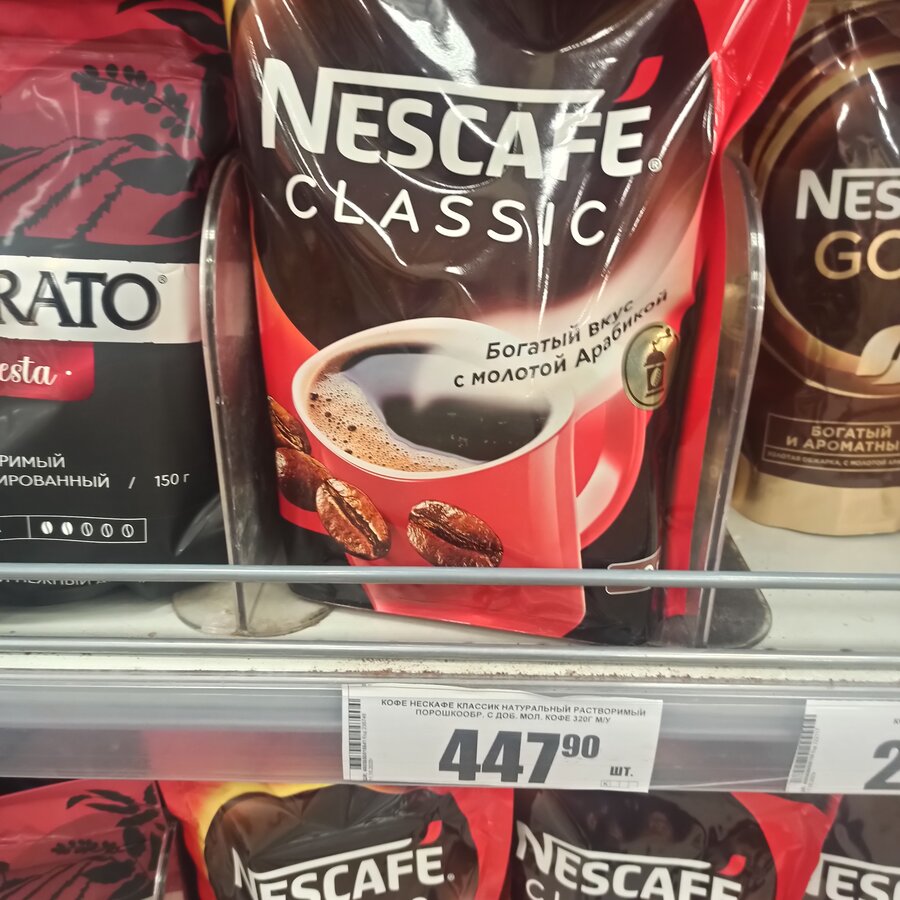 NESCAFÉ®
CLASSIC
Богатый вкус
с молотой Арабикой
RATO®
esta
РИМЫЙ
ИРОВАННЫЙ / 150 г
NES
GO
БОГАТЫЙ
И АРОМАТНЫ
КОФЕ НЕСКАФЕ КЛАССИК НАТУРАЛЬНЫЙ РАСТВОРИМЫЙ
ПОРОШКООБР. С ДОБ. МОЛ. КОФЕ 320Г М/У
447 90
ШТ.
2
NESCAFÉ®
NESCAFÉ
NES